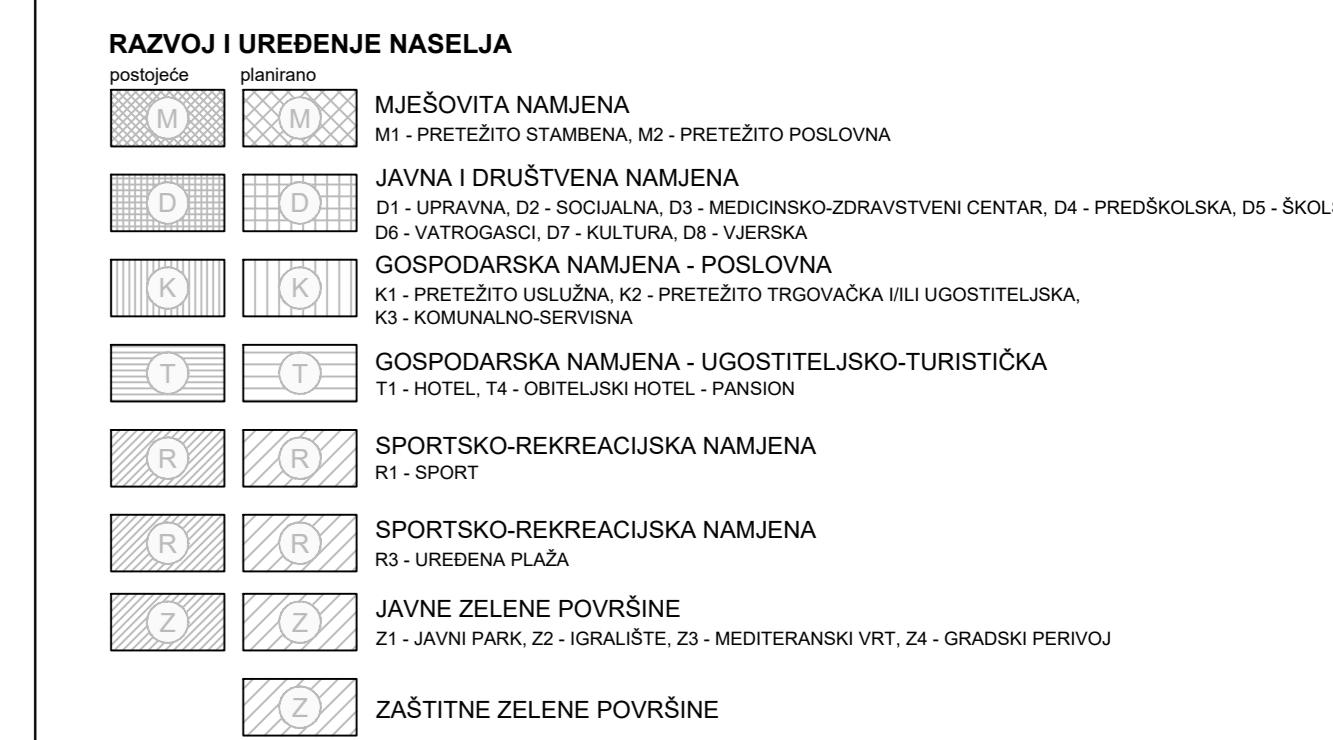 RAZVOJ I UREĐENJE NASELJA
postojeće planirano
M M MJEŠOVITA NAMJENA
M1 - PRETEŽITO STAMBENA, M2 - PRETEŽITO POSLOVNA
D D JAVNA I DRUŠTVENA NAMJENA
D1 - UPRAVNA, D2 - SOCIJALNA, D3 - MEDICINSKO-ZDRAVSTVENI CENTAR, D4 - PREDŠKOLSKA, D5 -
D6 - VATROGASCI, D7 - KULTURA, D8 - VJERSKA
K K GOSPODARSKA NAMJENA - POSLOVNA
K1 - PRETEŽITO USLUŽNA, K2 - PRETEŽITO TRGOVAČKA I/ILI UGOSTITELJSKA,
K3 - KOMUNALNO-SERVISNA
T T GOSPODARSKA NAMJENA - UGOSTITELJSKO-TURISTIČKA
T1 - HOTEL, T4 - OBITELJSKI HOTEL - PANSION
R R SPORTSKO-REKREACIJSKA NAMJENA
R1 - SPORT
R R SPORTSKO-REKREACIJSKA NAMJENA
R3 - UREĐENA PLAŽA
Z Z JAVNE ZELENE POVRŠINE
Z1 - JAVNI PARK, Z2 - IGRALIŠTE, Z3 - MEDITERANSKI VRT, Z4 - GRADSKI PERIVOJ
Z ZAŠTITNE ZELENE POVRŠINE